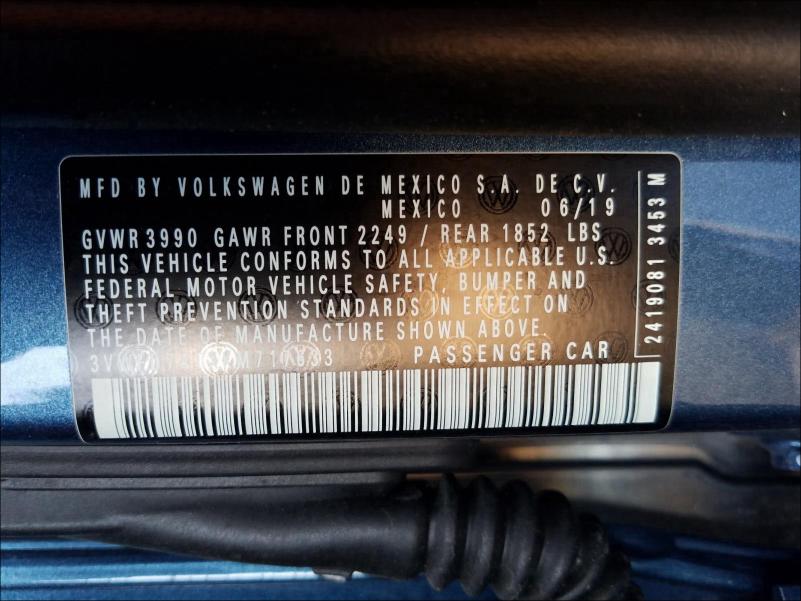 MFD BY VOLKSWAGEN DE MEXICO S.A. DE C.V.
MEXICO 06/19
GVWR 3990 GAWR FRONT 2249 / REAR 1852 LBS
THIS VEHICLE CONFORMS TO ALL APPLICABLE U.S.
FEDERAL MOTOR VEHICLE SAFETY, BUMPER AND
THEFT PREVENTION STANDARDS IN EFFECT ON
THE DATE OF MANUFACTURE SHOWN ABOVE.
PASSENGER CAR
2419081 3453 M